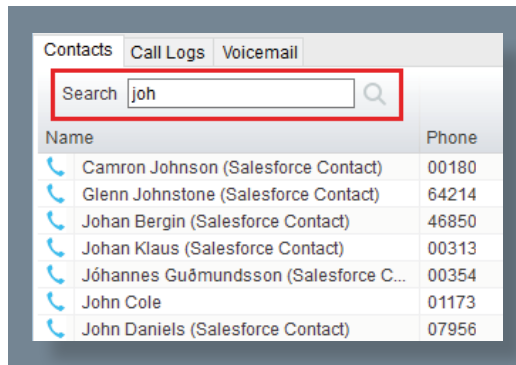 Contacts Call Logs Voicemail
Search joh
Name Phone
Camron Johnson (Salesforce Contact) 00180
Glenn Johnstone (Salesforce Contact) 64214
Johan Bergin (Salesforce Contact) 46850
Johan Klaus (Salesforce Contact) 00313
Jóhannes Guðmundsson (Salesforce C... 00354
John Cole 01173
John Daniels (Salesforce Contact) 07956